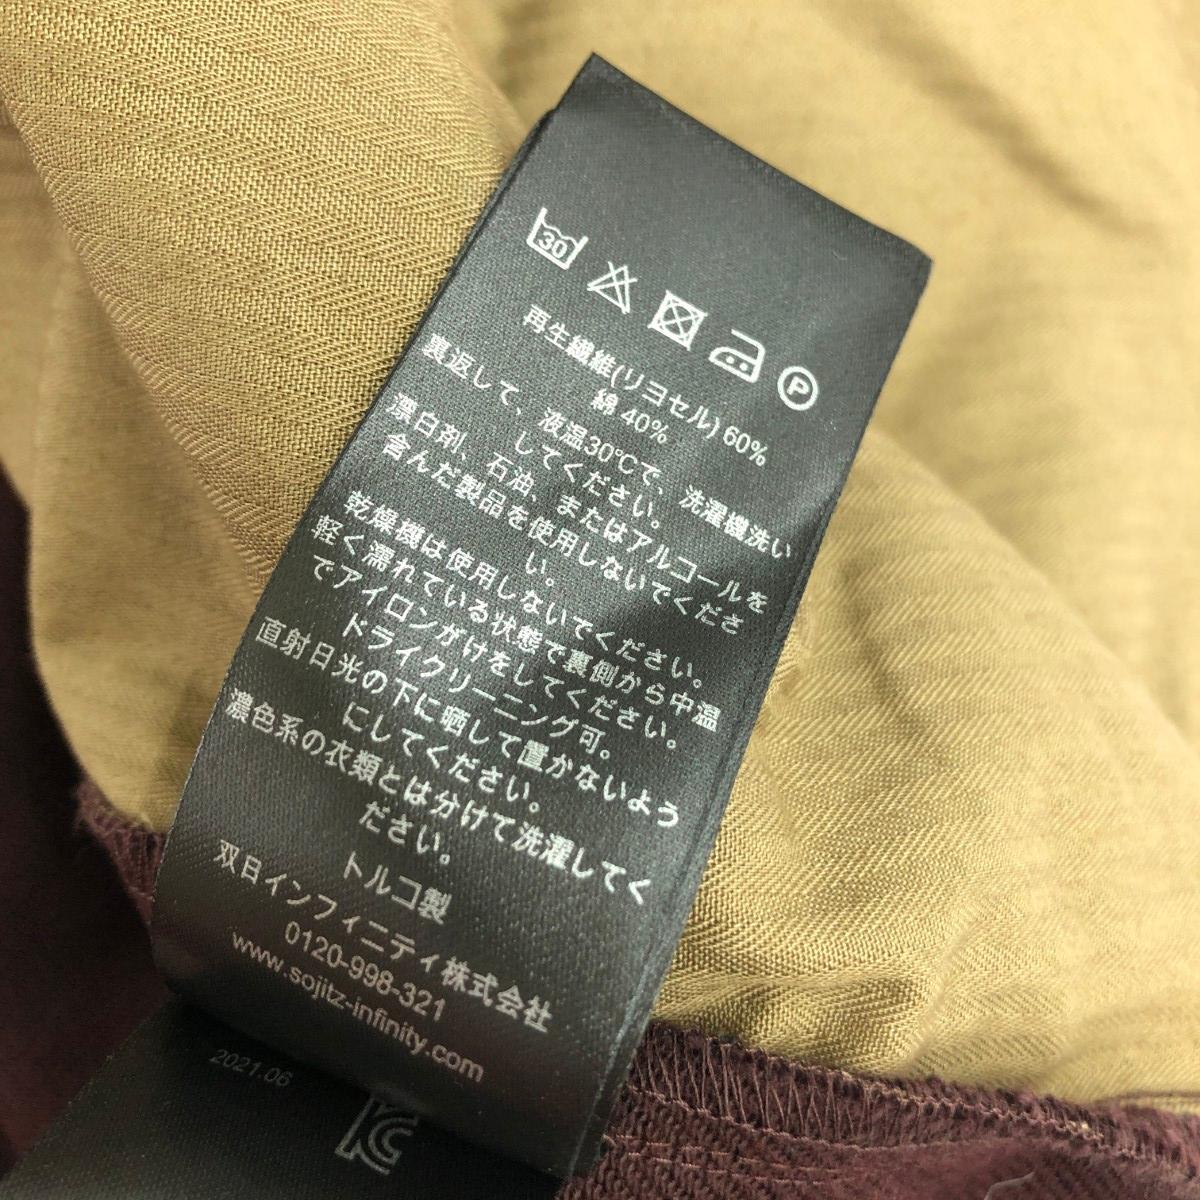 30
P
再生繊維(リヨセル) 60%
綿 40%
裏返して、液温30℃で、洗濯機洗い
してください。
漂白剤、石油、またはアルコールを
含んだ製品を使用しないでくださ
い。
乾燥機は使用しないでください。
軽く濡れている状態で裏側から中温
でアイロンがけをしてください。
ドライクリーニング可。
直射日光の下に晒して置かないよう
にしてください。
濃色系の衣類とは分けて洗濯してく
ださい。
トルコ製
双日インフィニティ株式会社
0120-998-321
www.sojitz-infinity.com
2021.06